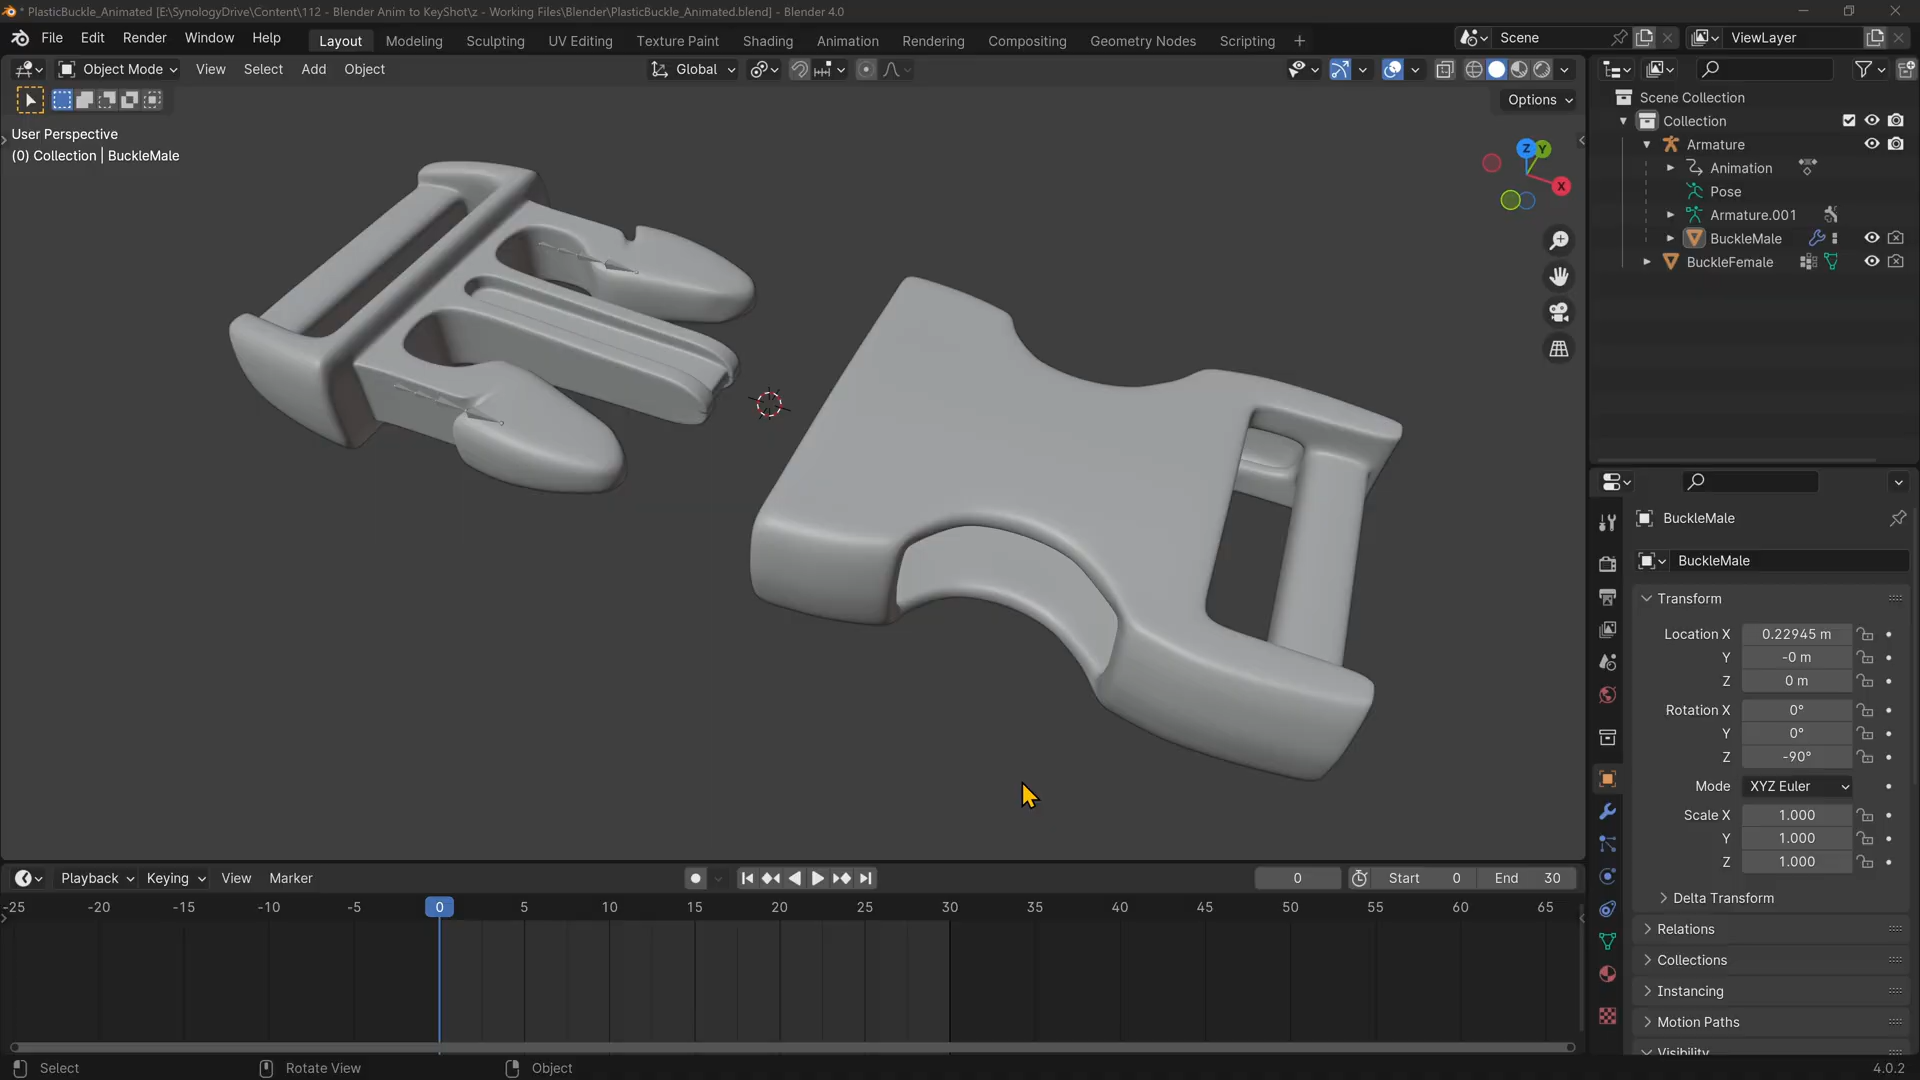 * PlasticBuckle_Animated [E:\SynologyDrive\Content\112 - Blender Anim to KeyShot\z - Working Files\Blender\PlasticBuckle_Animated.blend] - Blender 4.0
File Edit Render Window Help Layout Modeling Sculpting UV Editing Texture Paint Shading Animation Rendering Compositing Geometry Nodes Scripting + Scene ViewLayer
Object Mode View Select Add Object Global
Options
User Perspective
(0) Collection | BuckleMale
Z Y
X
Scene Collection
Collection
Armature
Animation
Pose
Armature.001
BuckleMale
BuckleFemale
BuckleMale
BuckleMale
Transform
Location X 0.22945 m
Y -0 m
Z 0 m
Rotation X 0°
Y 0°
Z -90°
Mode XYZ Euler
Scale X 1.000
Y 1.000
Z 1.000
Delta Transform
Relations
Collections
Instancing
Motion Paths
Visibility
Playback Keying View Marker 0 Start 0 End 30
-25 -20 -15 -10 -5 0 5 10 15 20 25 30 35 40 45 50 55 60 65
Select Rotate View Object 4.0.2